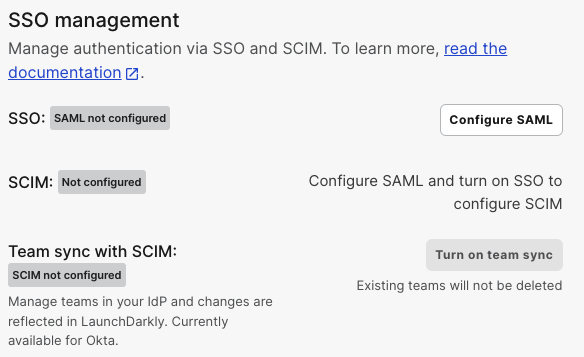 SSO management
Manage authentication via SSO and SCIM. To learn more, read the
documentation.
SSO: SAML not configured
Configure SAML
SCIM: Not configured
Configure SAML and turn on SSO to
configure SCIM
Team sync with SCIM:
SCIM not configured
Manage teams in your IdP and changes are
reflected in LaunchDarkly. Currently
available for Okta.
Turn on team sync
Existing teams will not be deleted